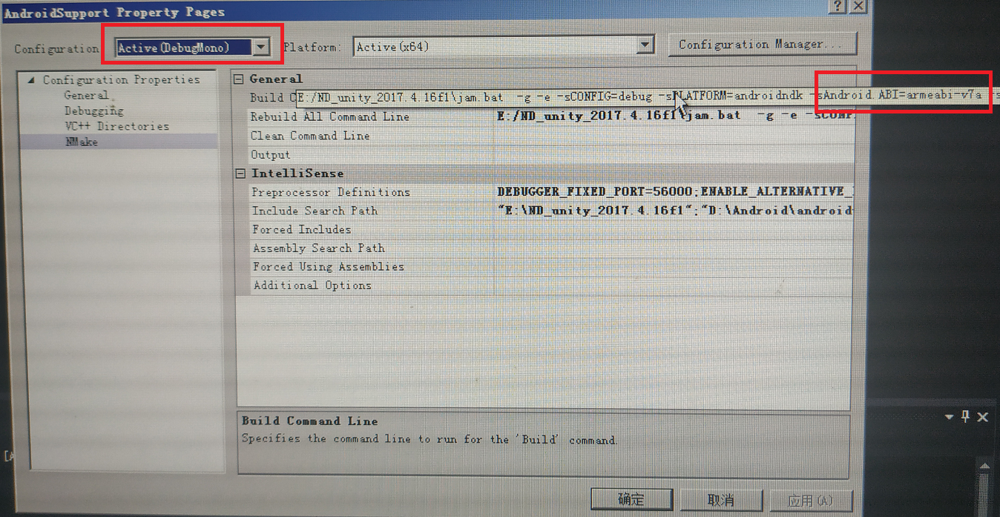 AndroidSupport Property Pages
Configuration
Active(DebugMono)
Platform:
Active(x64)
Configuration Manager...
Configuration Properties
General
Debugging
VC++ Directories
NMake
General
Build
E:/ND_unity_2017.4.16f1\jam.bat -g -e -sCONFIG=debug -sPLATFORM=androidndk -sAndroid.ABI=armeabi-v7a
Rebuild All Command Line
E:/ND_unity_2017.4.16f1\jam.bat -g -e -sCONF
Clean Command Line
Output
IntelliSense
Preprocessor Definitions
DEBUGGER_FIXED_PORT=56000;ENABLE_ALTERNATIVE_
Include Search Path
"E:\ND_unity_2017.4.16f1";"D:\Android\android
Forced Includes
Assembly Search Path
Forced Using Assemblies
Additional Options
Build Command Line
Specifies the command line to run for the 'Build' command.
确定
取消
应用(A)